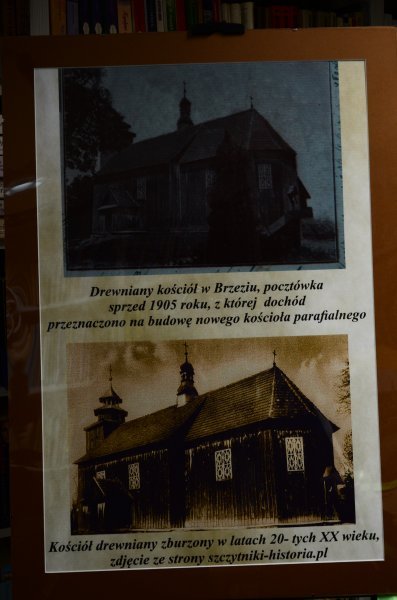 Drewniany kościół w Brzeziu, pocztówka
sprzed 1905 roku, z której dochód
przeznaczono na budowę nowego kościoła parafialnego
Kościół drewniany zburzony w latach 20- tych XX wieku,
zdjęcie ze strony szczytniki-historia.pl